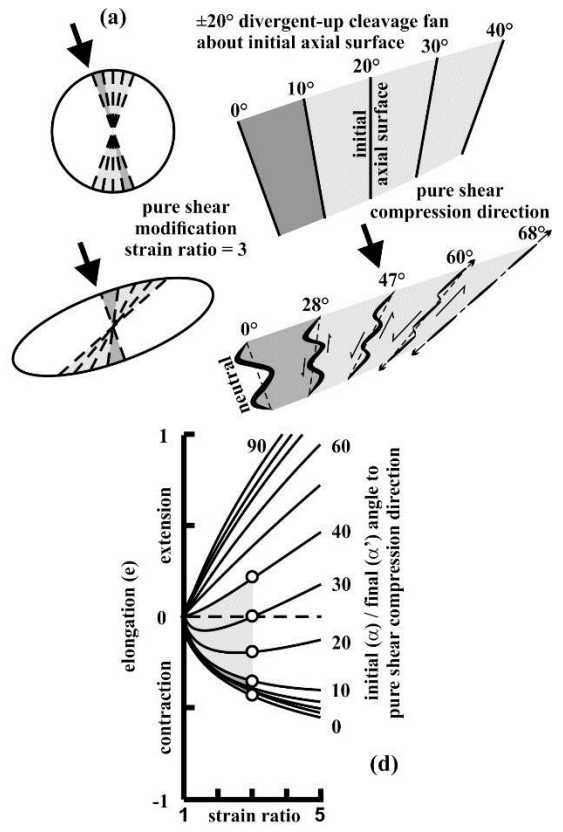 (a)
±20° divergent-up cleavage fan
about initial axial surface
0°
10°
20°
30°
40°
initial
axial surface
pure shear
modification
strain ratio = 3
pure shear
compression direction
0°
28°
47°
60°
68°
neutral
1
0
-1
elongation (e)
extension
contraction
90
60
40
30
20
10
0
initial (α) / final (α') angle to
pure shear compression direction
(d)
1
strain ratio
5